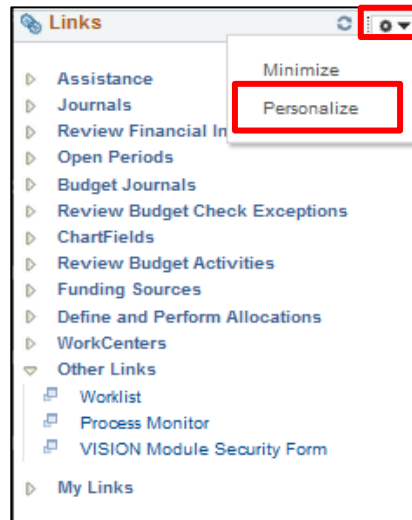 Links
Minimize
Personalize
Assistance
Journals
Review Financial In
Open Periods
Budget Journals
Review Budget Check Exceptions
ChartFields
Review Budget Activities
Funding Sources
Define and Perform Allocations
WorkCenters
Other Links
Worklist
Process Monitor
VISION Module Security Form
My Links